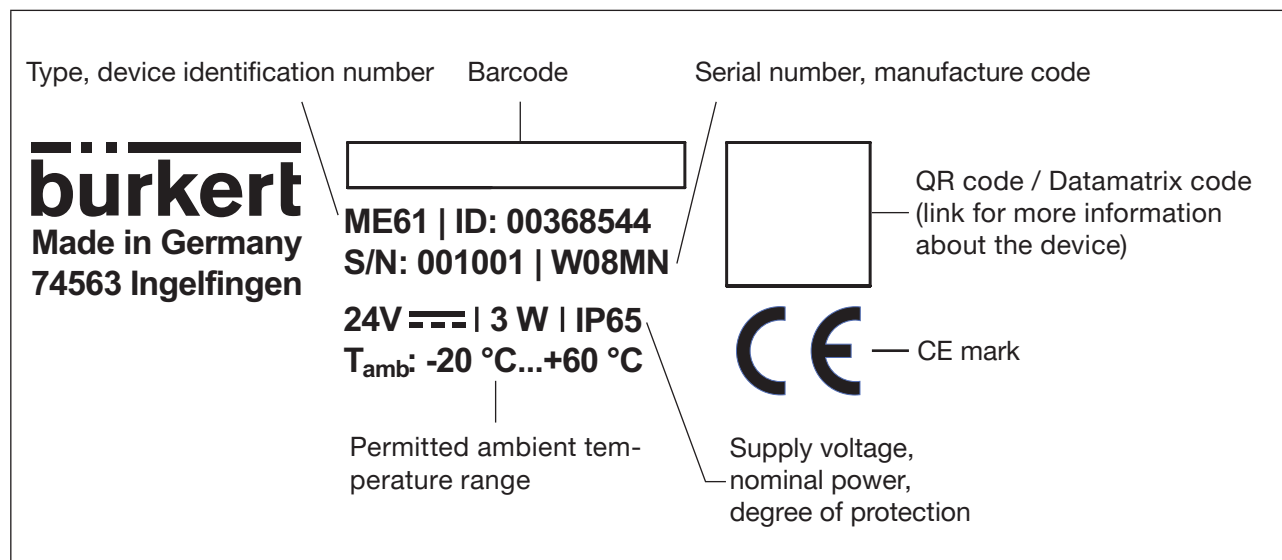 Type, device identification number
Barcode
Serial number, manufacture code
bürkert
Made in Germany
74563 Ingelfingen
ME61 | ID: 00368544
S/N: 001001 | W08MN
24V ⎓ | 3 W | IP65
Tamb: -20 °C...+60 °C
QR code / Datamatrix code
(link for more information
about the device)
CE
CE mark
Permitted ambient tem-
perature range
Supply voltage,
nominal power,
degree of protection